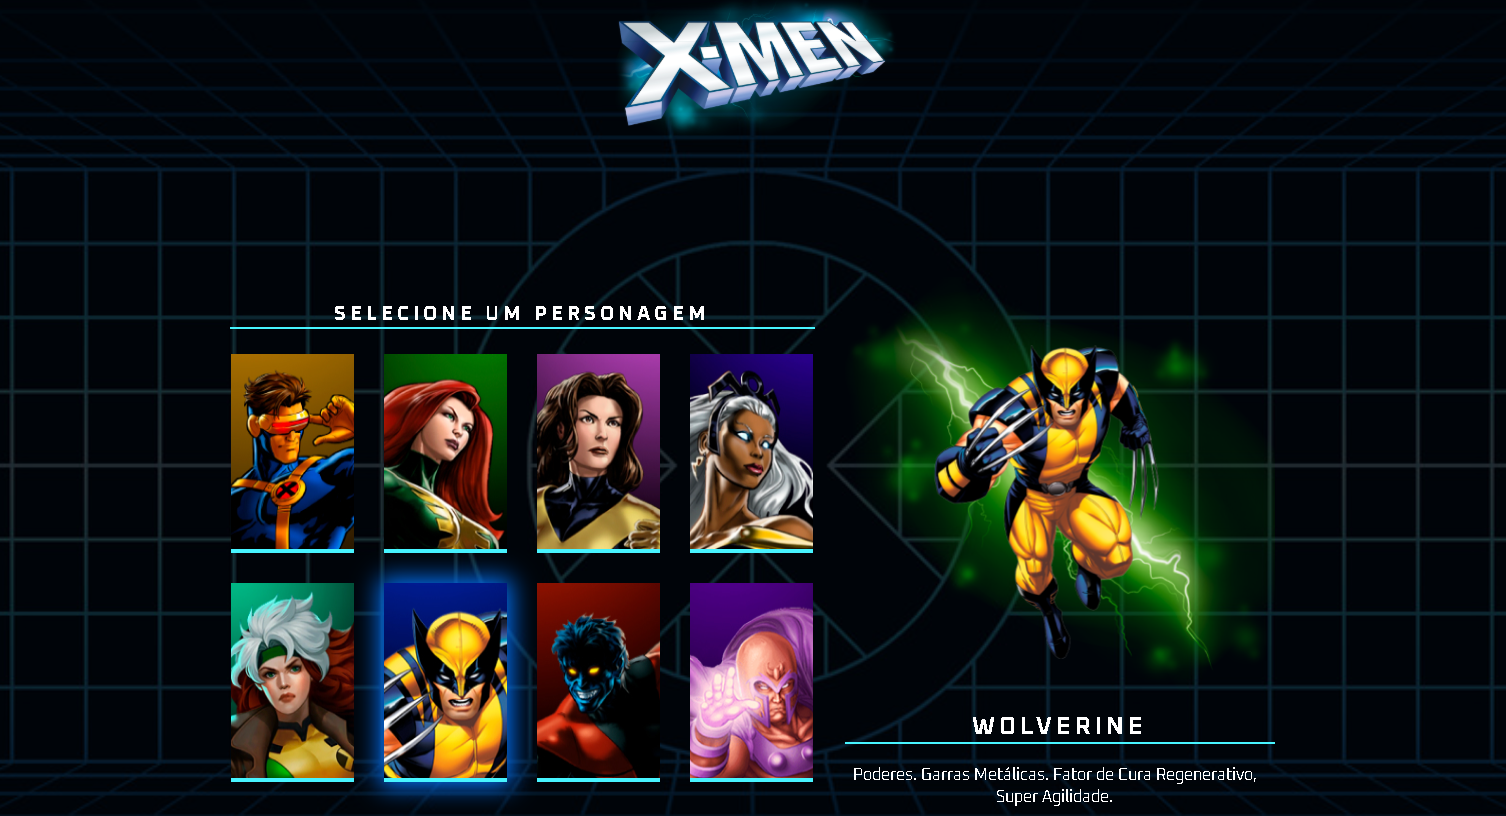 X-MEN
SELECIONE UM PERSONAGEM
WOLVERINE
Poderes. Garras Metálicas. Fator de Cura Regenerativo,
Super Agilidade.